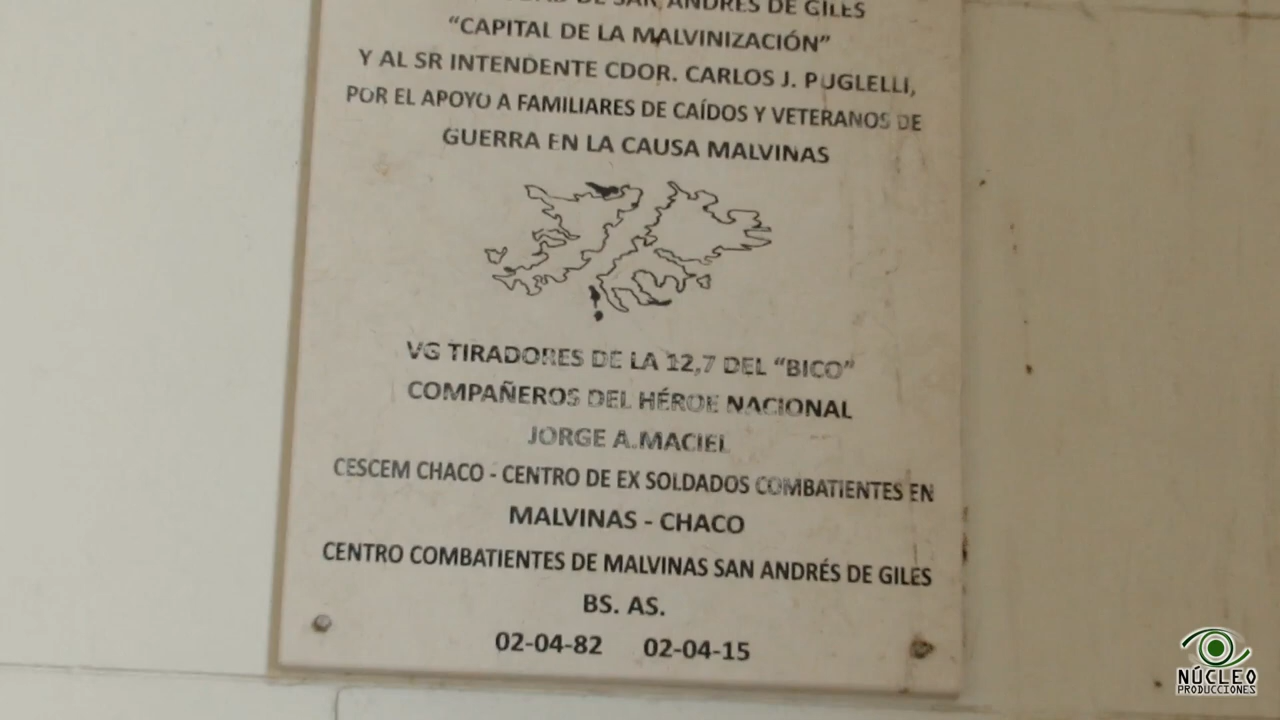 DE SAN ANDRÉS DE GILES
“CAPITAL DE LA MALVINIZACIÓN”
Y AL SR INTENDENTE CDOR. CARLOS J. PUGLELLI,
POR EL APOYO A FAMILIARES DE CAÍDOS Y VETERANOS DE
GUERRA EN LA CAUSA MALVINAS
VG TIRADORES DE LA 12,7 DEL “BICO”
COMPAÑEROS DEL HÉROE NACIONAL
JORGE A.MACIEL
CESCEM CHACO - CENTRO DE EX SOLDADOS COMBATIENTES EN
MALVINAS - CHACO
CENTRO COMBATIENTES DE MALVINAS SAN ANDRÉS DE GILES
BS. AS.
02-04-82 02-04-15
NÚCLEO
PRODUCCIONES